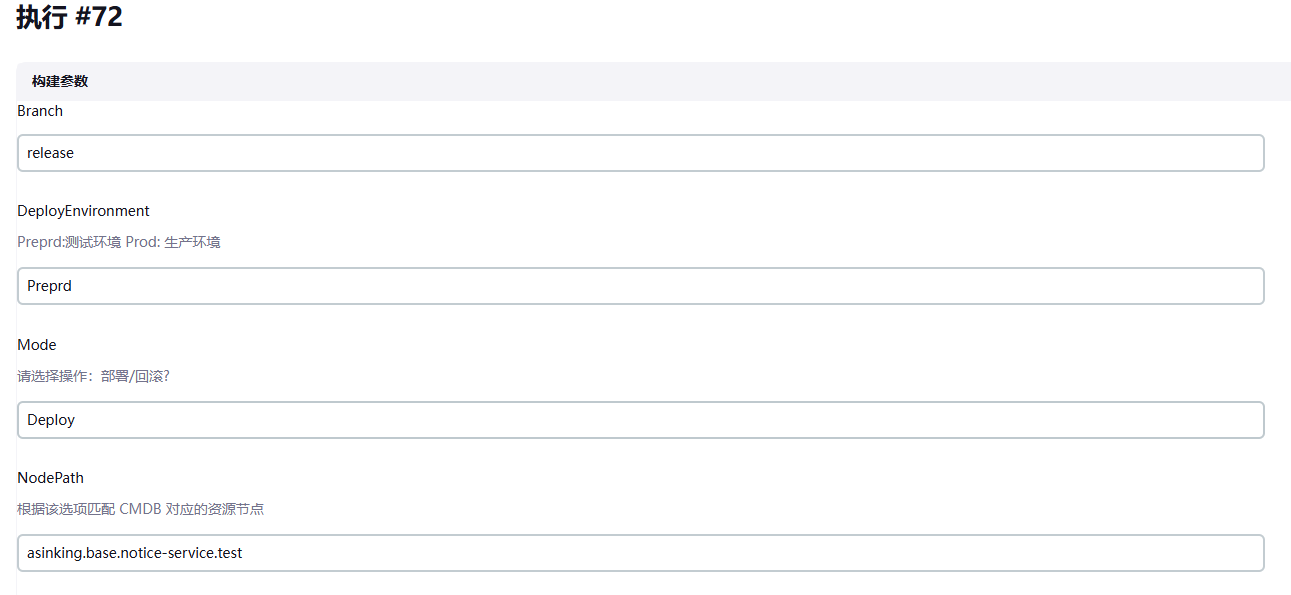 执行 #72
构建参数
Branch
release
DeployEnvironment
Preprd:测试环境 Prod: 生产环境
Preprd
Mode
请选择操作：部署/回滚?
Deploy
NodePath
根据该选项匹配 CMDB 对应的资源节点
asinking.base.notice-service.test